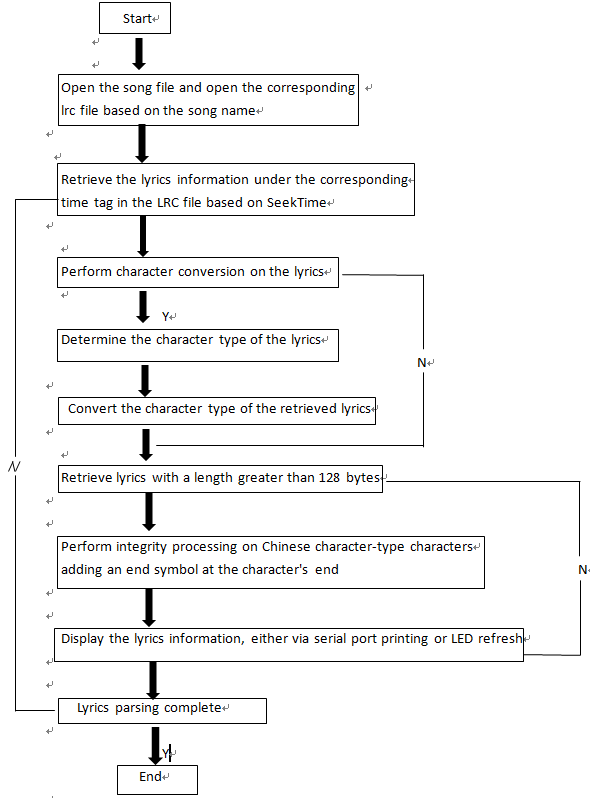 Start
Open the song file and open the corresponding
lrc file based on the song name
Retrieve the lyrics information under the corresponding
time tag in the LRC file based on SeekTime
Perform character conversion on the lyrics
Y
Determine the character type of the lyrics
N
Convert the character type of the retrieved lyrics
N
Retrieve lyrics with a length greater than 128 bytes
Perform integrity processing on Chinese character-type characters
adding an end symbol at the character's end
N
Display the lyrics information, either via serial port printing or LED refresh
Lyrics parsing complete
Y
End